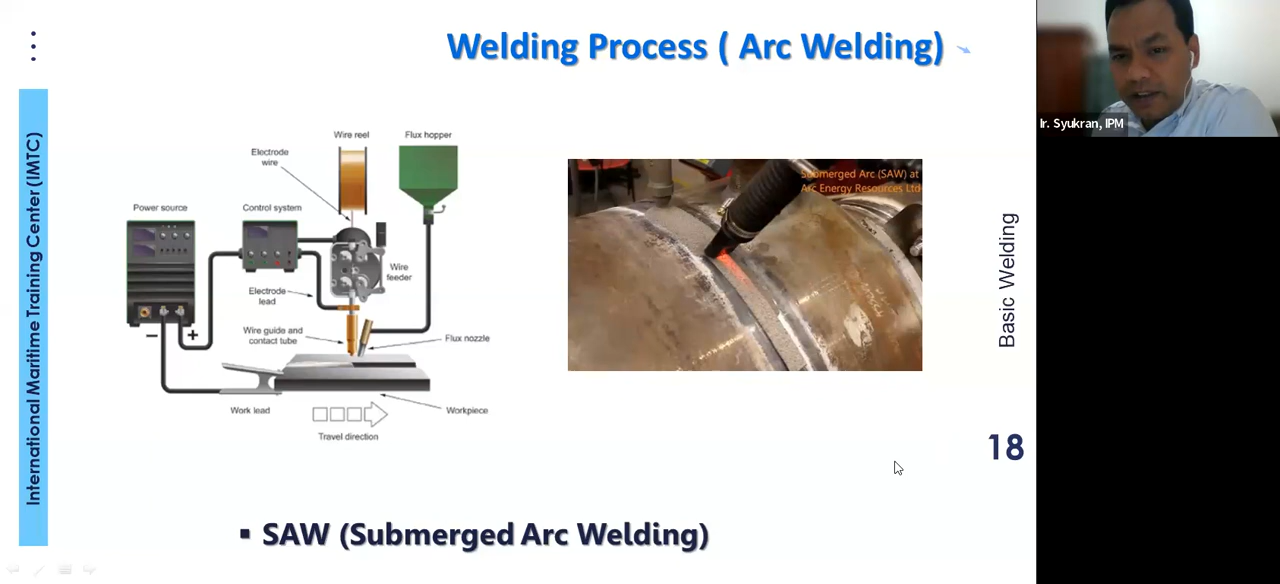 Welding Process ( Arc Welding)
Ir. Syukran, IPM
International Maritime Training Center (IMTC)
Wire reel
Flux hopper
Electrode
wire
Power source
Control system
Wire
feeder
Electrode
lead
Wire guide and
contact tube
Flux nozzle
− +
Work lead
Workpiece
Travel direction
Submerged Arc (SAW) at
Arc Energy Resources Ltd
Basic Welding
18
▪ SAW (Submerged Arc Welding)